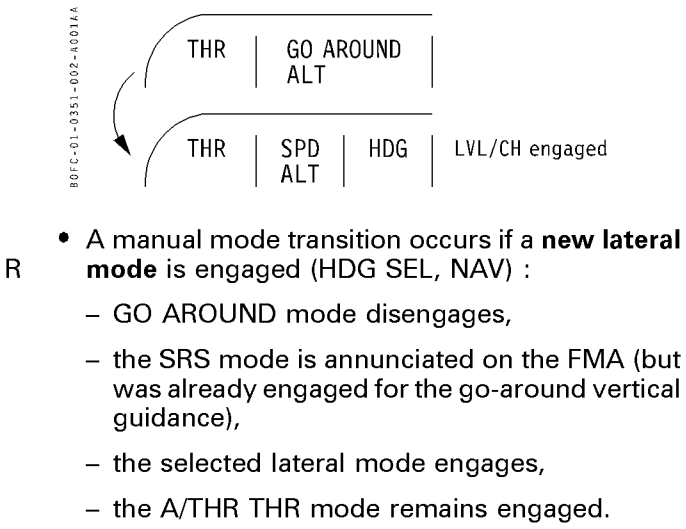 B0FC-01-0351-002-A001AA
THR GO AROUND
ALT
THR SPD HDG LVL/CH engaged
ALT
• A manual mode transition occurs if a new lateral
R mode is engaged (HDG SEL, NAV) :
– GO AROUND mode disengages,
– the SRS mode is annunciated on the FMA (but
was already engaged for the go-around vertical
guidance),
– the selected lateral mode engages,
– the A/THR THR mode remains engaged.